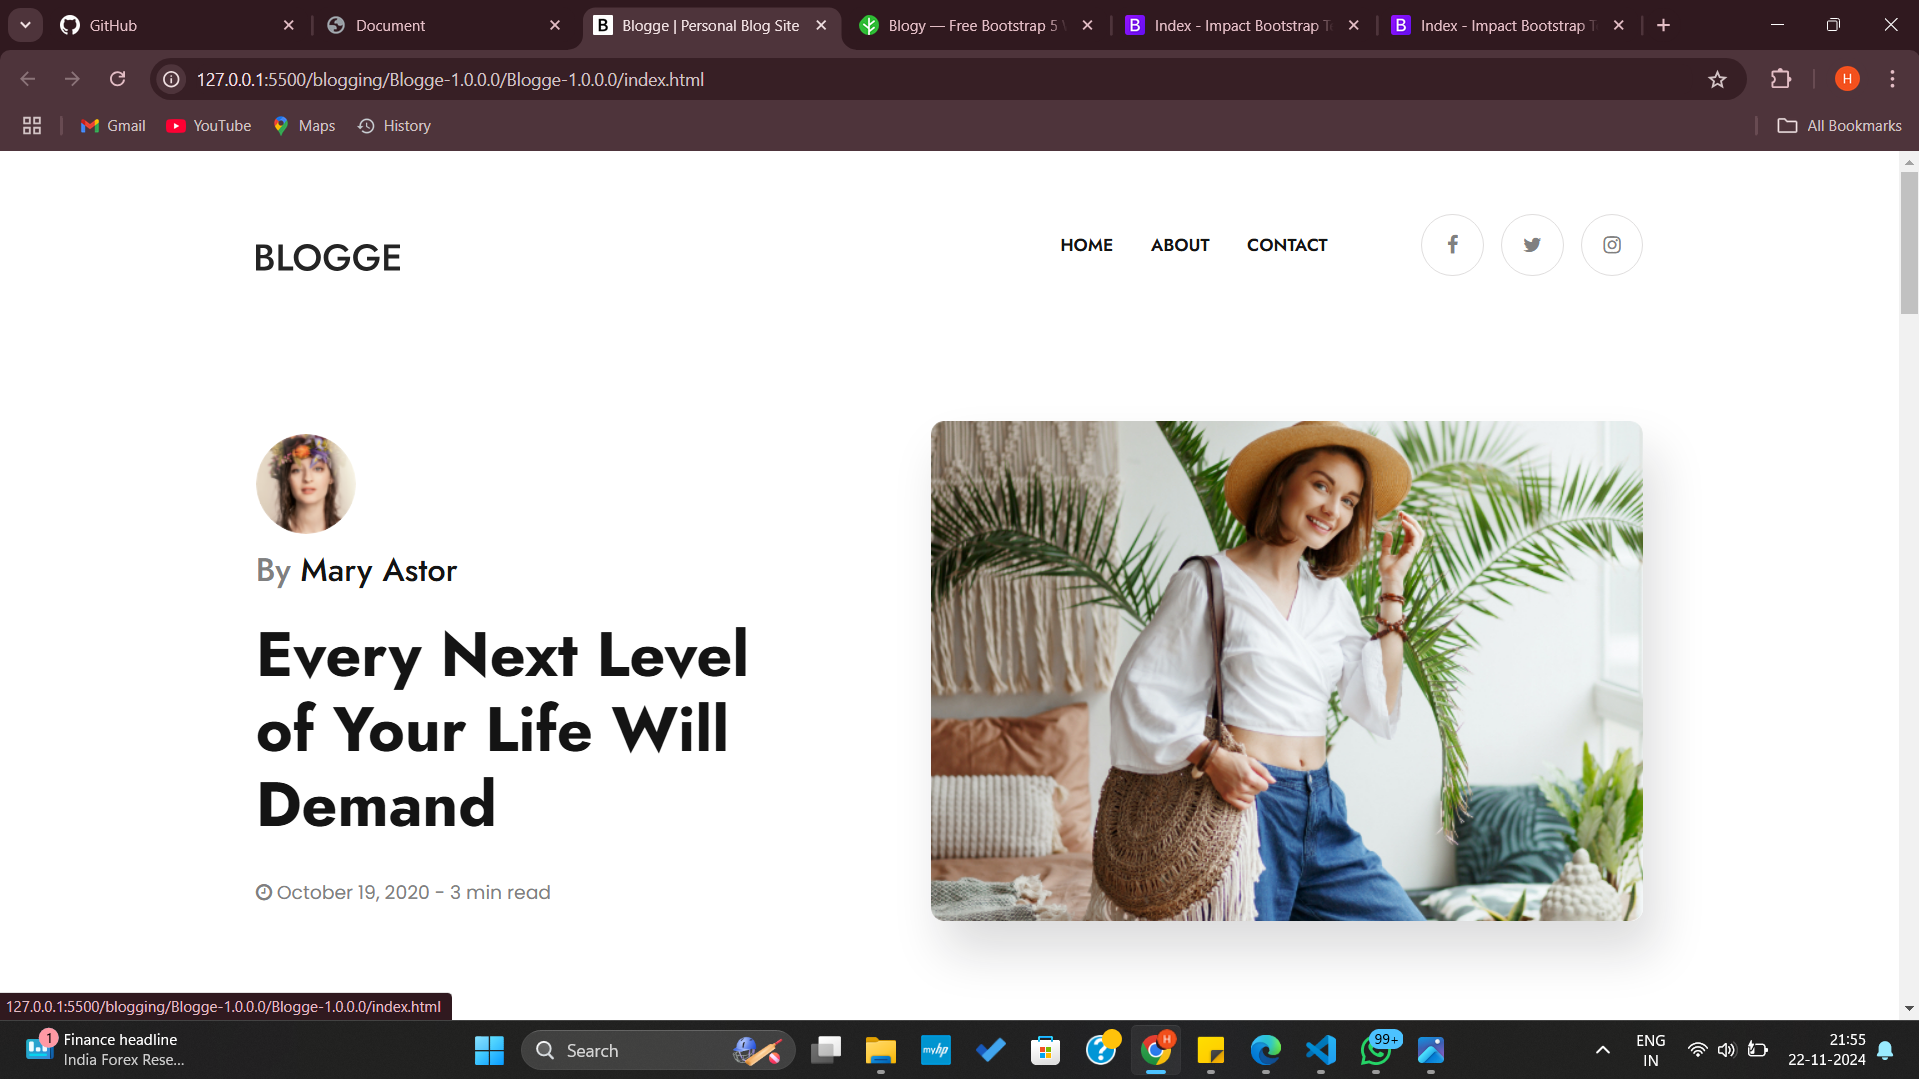 GitHub
Document
Blogge | Personal Blog Site
Blogy — Free Bootstrap 5
Index - Impact Bootstrap
Index - Impact Bootstrap
127.0.0.1:5500/blogging/Blogge-1.0.0.0/Blogge-1.0.0.0/index.html
H
Gmail
YouTube
Maps
History
All Bookmarks
BLOGGE
HOME
ABOUT
CONTACT
By Mary Astor
Every Next Level
of Your Life Will
Demand
October 19, 2020 - 3 min read
127.0.0.1:5500/blogging/Blogge-1.0.0.0/Blogge-1.0.0.0/index.html
1
Finance headline
India Forex Rese...
Search
myhp
H
99+
ENG
IN
21:55
22-11-2024